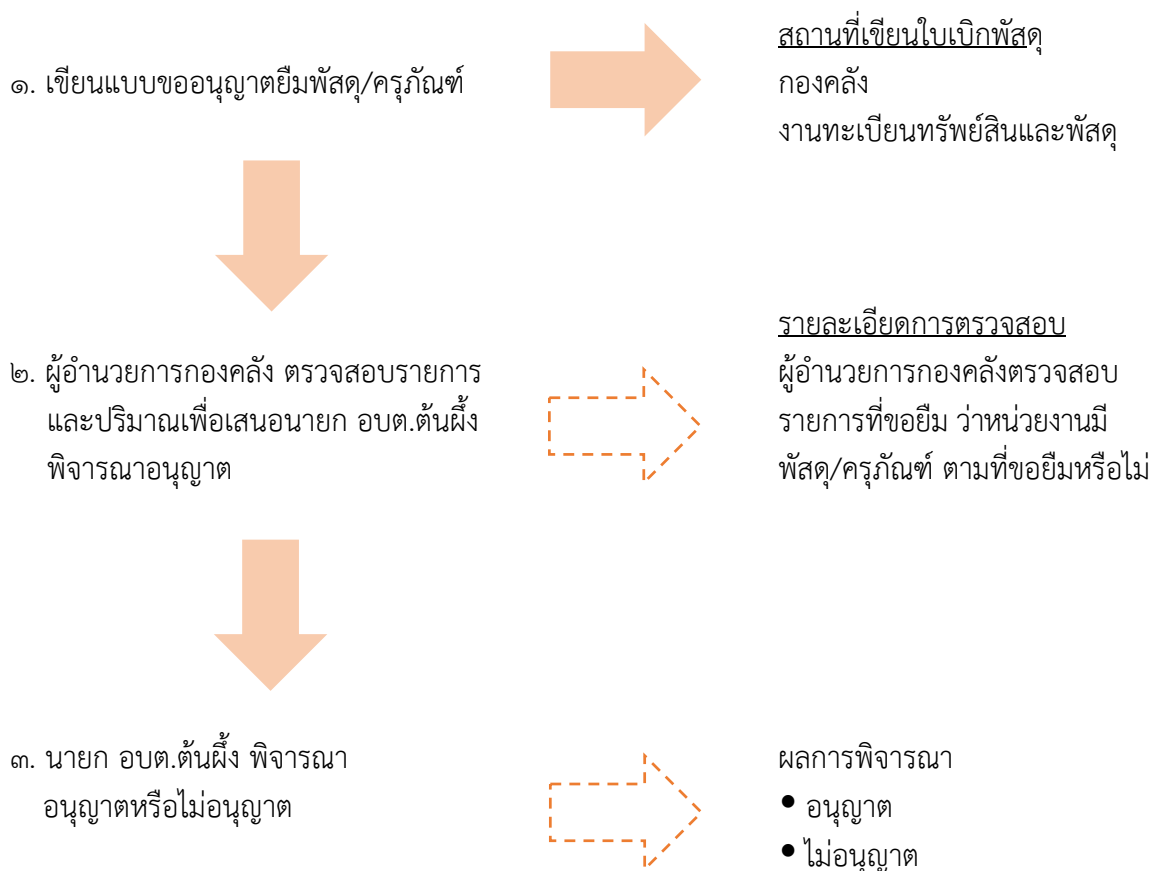 ๑. เขียนแบบขออนุญาตยืมพัสดุ/ครุภัณฑ์
สถานที่เขียนใบเบิกพัสดุ
กองคลัง
งานทะเบียนทรัพย์สินและพัสดุ
๒. ผู้อำนวยการกองคลัง ตรวจสอบรายการ
และปริมาณเพื่อเสนอนายก อบต.ต้นผึ้ง
พิจารณาอนุญาต
รายละเอียดการตรวจสอบ
ผู้อำนวยการกองคลังตรวจสอบ
รายการที่ขอยืม ว่าหน่วยงานมี
พัสดุ/ครุภัณฑ์ ตามที่ขอยืมหรือไม่
๓. นายก อบต.ต้นผึ้ง พิจารณา
อนุญาตหรือไม่อนุญาต
ผลการพิจารณา
• อนุญาต
• ไม่อนุญาต